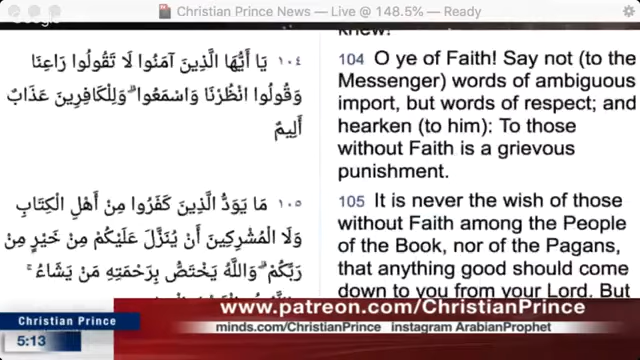 Christian Prince News — Live @ 148.5% — Ready
١٠٤ يَا أَيُّهَا الَّذِينَ آمَنُوا لَا تَقُولُوا رَاعِنَا
وَقُولُوا انْظُرْنَا وَاسْمَعُوا ۗ وَلِلْكَافِرِينَ عَذَابٌ
أَلِيمٌ
١٠٥ مَا يَوَدُّ الَّذِينَ كَفَرُوا مِنْ أَهْلِ الْكِتَابِ
وَلَا الْمُشْرِكِينَ أَنْ يُنَزَّلَ عَلَيْكُمْ مِنْ خَيْرٍ مِنْ
رَبِّكُمْ ۗ وَاللَّهُ يَخْتَصُّ بِرَحْمَتِهِ مَنْ يَشَاءُ ۚ
knew!
104 O ye of Faith! Say not (to the
Messenger) words of ambiguous
import, but words of respect; and
hearken (to him): To those
without Faith is a grievous
punishment.
105 It is never the wish of those
without Faith among the People
of the Book, nor of the Pagans,
that anything good should come
down to you from your Lord. But
www.patreon.com/ChristianPrince
Christian Prince
minds.com/ChristianPrince instagram ArabianProphet
5:13